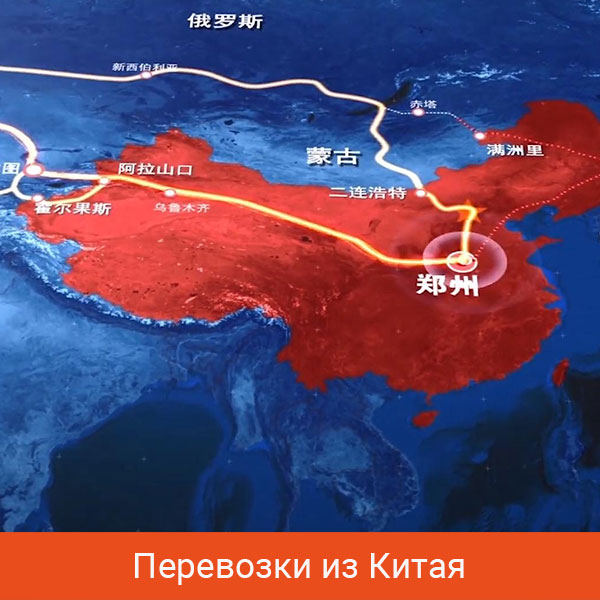 俄罗斯
新西伯利亚
赤塔
满洲里
蒙古
图
阿拉山口
二连浩特
霍尔果斯
乌鲁木齐
郑州
Перевозки из Китая